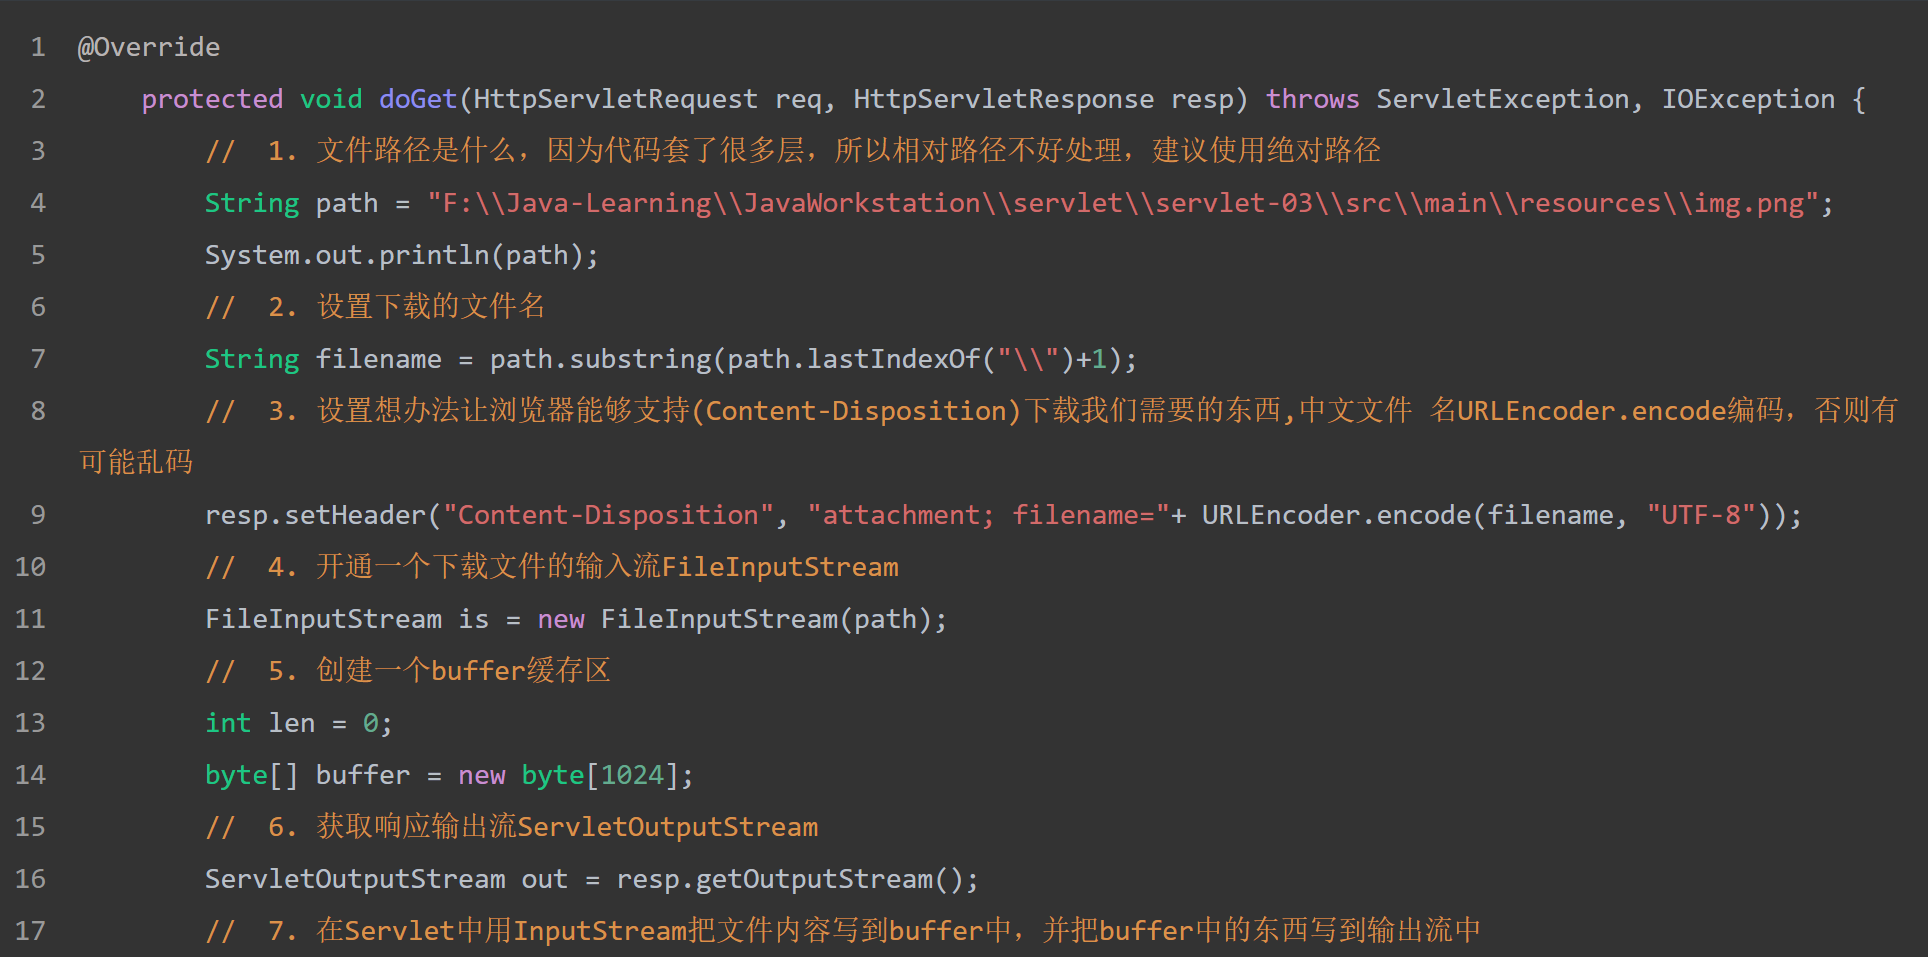 1 @Override
2 protected void doGet(HttpServletRequest req, HttpServletResponse resp) throws ServletException, IOException {
3 // 1. 文件路径是什么，因为代码套了很多层，所以相对路径不好处理，建议使用绝对路径
4 String path = "F:\\Java-Learning\\JavaWorkstation\\servlet\\servlet-03\\src\\main\\resources\\img.png";
5 System.out.println(path);
6 // 2. 设置下载的文件名
7 String filename = path.substring(path.lastIndexOf("\\")+1);
8 // 3. 设置想办法让浏览器能够支持(Content-Disposition)下载我们需要的东西,中文文件 名URLEncoder.encode编码，否则有
可能乱码
9 resp.setHeader("Content-Disposition", "attachment; filename="+ URLEncoder.encode(filename, "UTF-8"));
10 // 4. 开通一个下载文件的输入流FileInputStream
11 FileInputStream is = new FileInputStream(path);
12 // 5. 创建一个buffer缓存区
13 int len = 0;
14 byte[] buffer = new byte[1024];
15 // 6. 获取响应输出流ServletOutputStream
16 ServletOutputStream out = resp.getOutputStream();
17 // 7. 在Servlet中用InputStream把文件内容写到buffer中，并把buffer中的东西写到输出流中